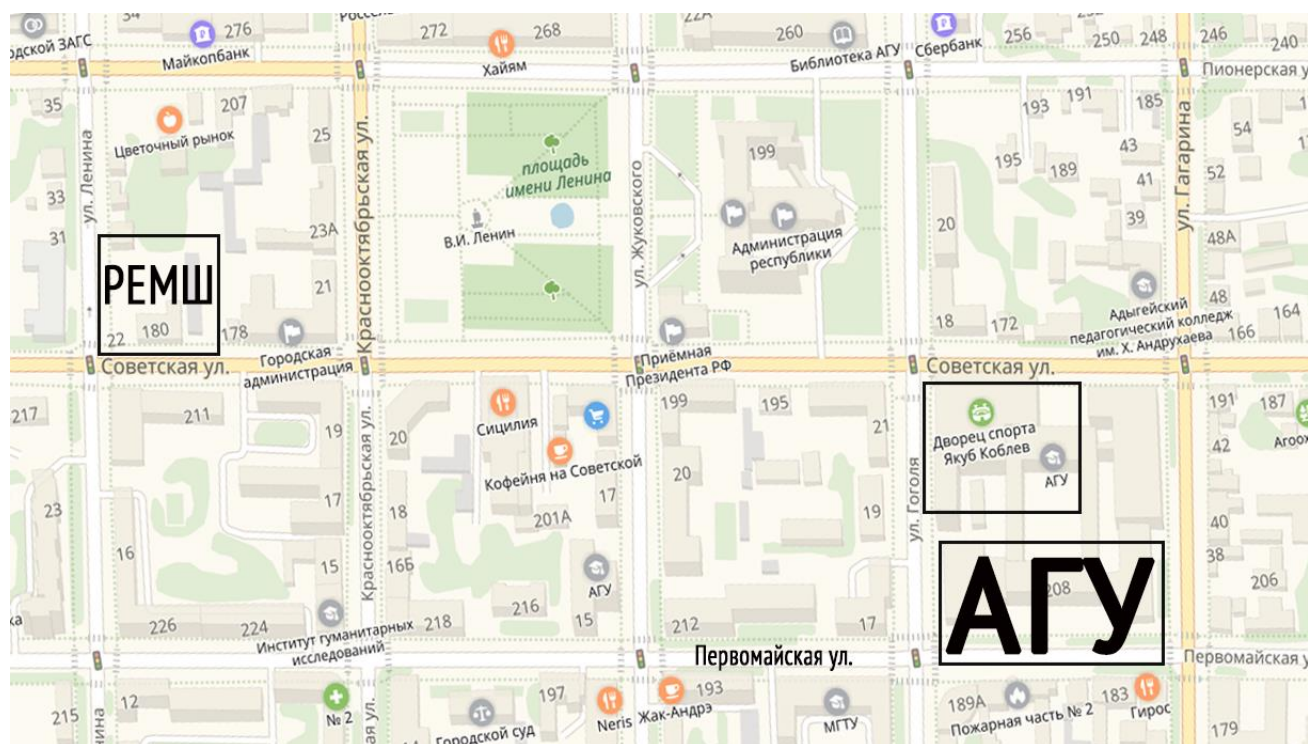 34
276
Майкопбанк
272
268
Хайям
22А
260
Библиотека АГУ
Сбербанк
256
250
248
246
240
Пионерская у
35
Цветочный рынок
207
25
ул. Ленина
Краснооктябрьская ул.
площадь
имени Ленина
В.И. Ленин
ул. Жуковского
199
Администрация
республики
193
191
185
195
189
43
41
39
20
ул. Гагарина
54
52
48А
48
33
31
РЕМШ
23А
21
22
180
178
Городская
администрация
Приёмная
Президента РФ
18
172
Адыгейский
педагогический колледж
им. Х. Андрухаева
166
164
Советская ул.
Советская ул.
217
211
19
17
15
23
16
20
18
16Б
Краснооктябрьская ул.
Сицилия
Кофейня на Советской
17
201А
АГУ
216
15
218
199
195
21
20
19
ул. Гоголя
Дворец спорта
Якуб Коблев
АГУ
191
187
42
40
38
206
АГУ
208
226
224
Институт гуманитарных
исследований
212
17
Первомайская ул.
Первомайская у
215
12
№ 2
Городской суд
197
Neris
Жак-Андрэ
193
МГТУ
189А
Пожарная часть № 2
183
Гирос
179